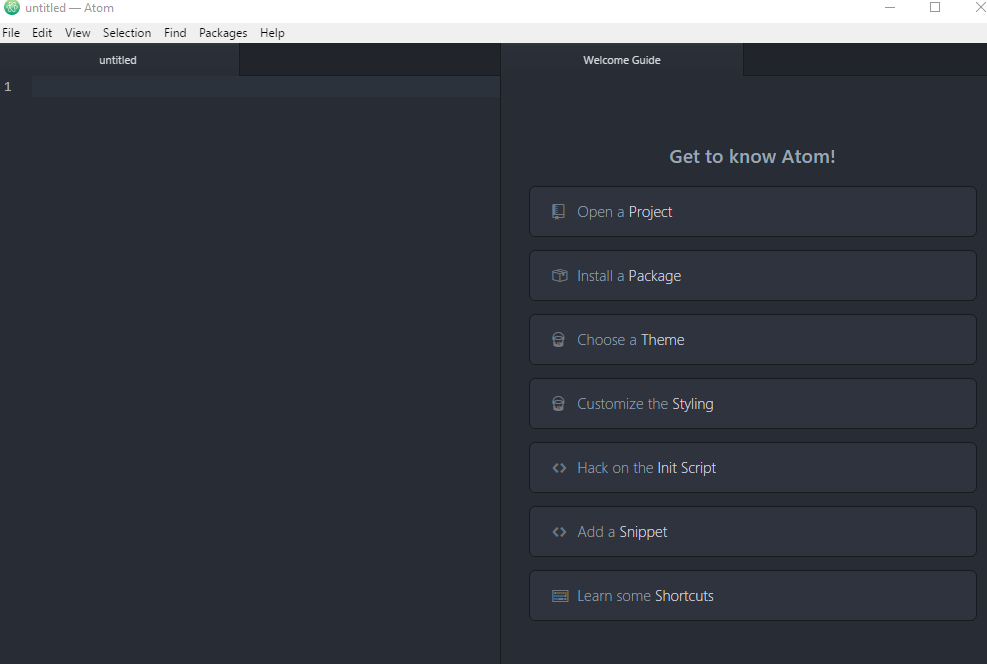 untitled — Atom
File Edit View Selection Find Packages Help
untitled
Welcome Guide
1
Get to know Atom!
Open a Project
Install a Package
Choose a Theme
Customize the Styling
Hack on the Init Script
Add a Snippet
Learn some Shortcuts